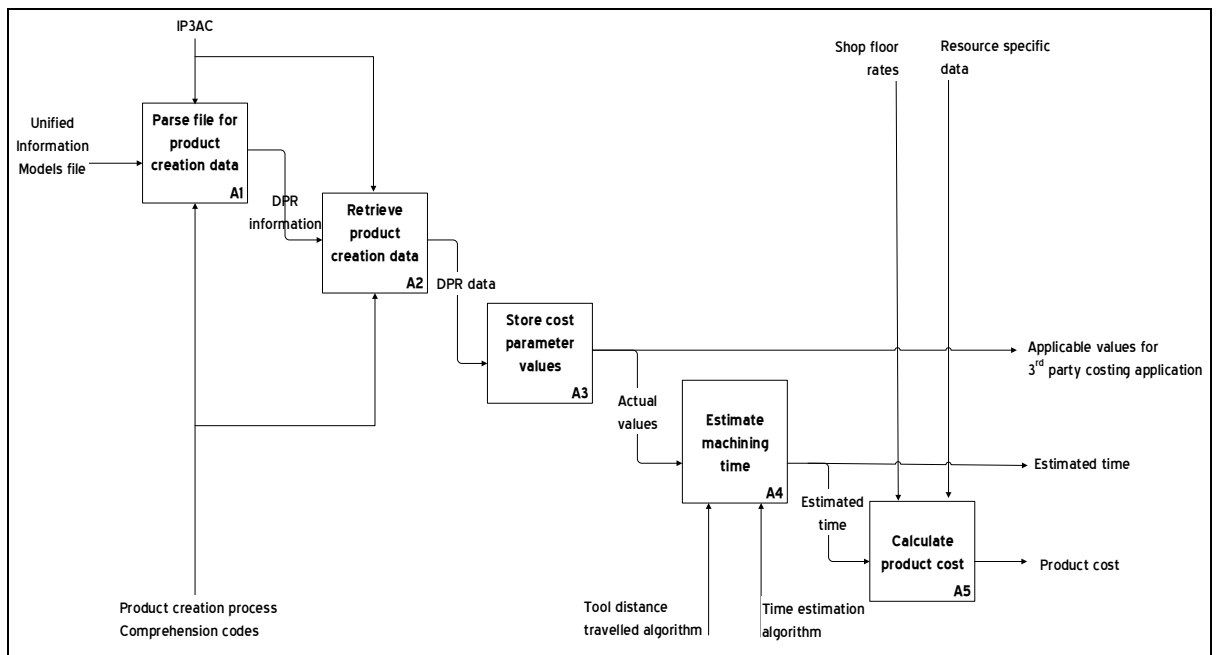 IP3AC
Shop floor
rates
Resource specific
data
Unified
Information
Models file
Parse file for
product
creation data
A1
DPR
information
Retrieve
product
creation data
A2
DPR data
Store cost
parameter
values
A3
Applicable values for
3rd party costing application
Actual
values
Estimate
machining
time
A4
Estimated time
Estimated
time
Calculate
product cost
A5
Product cost
Product creation process
Comprehension codes
Tool distance
travelled algorithm
Time estimation
algorithm